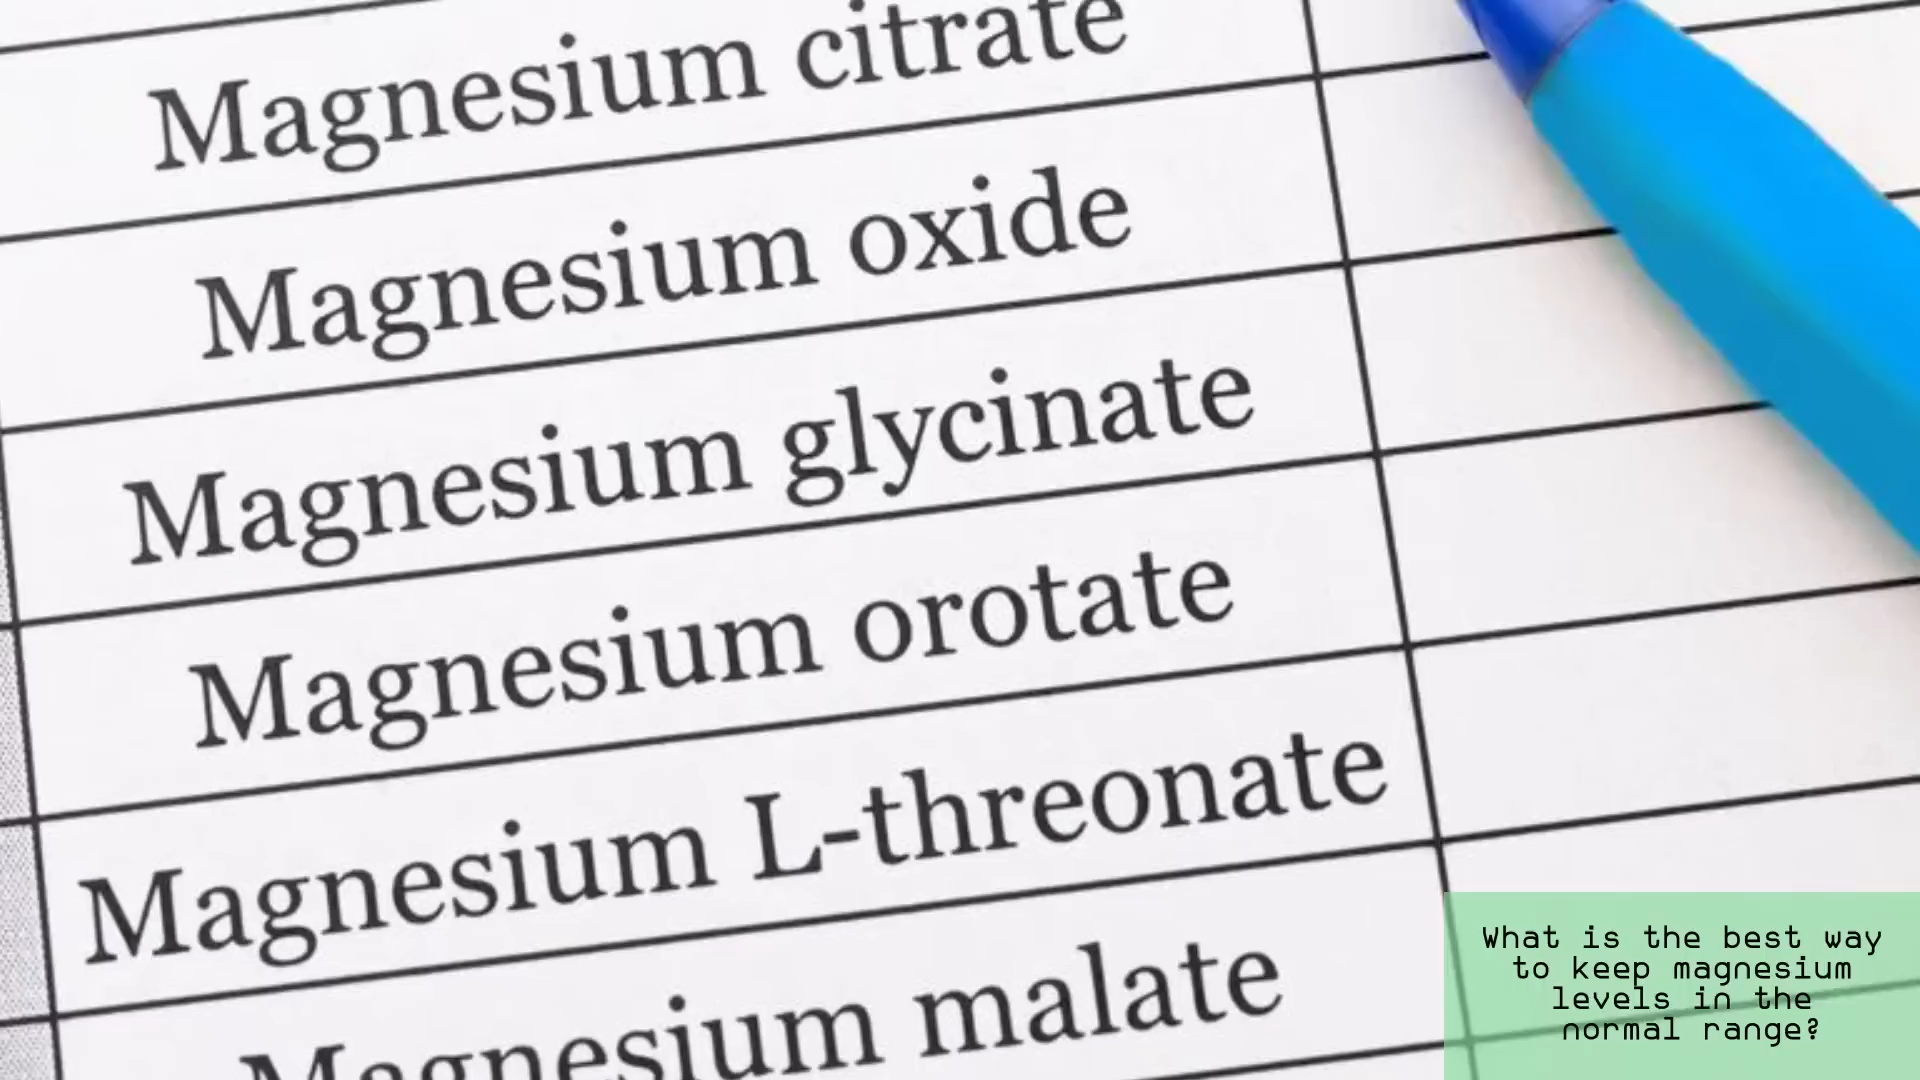 Magnesium citrate
Magnesium oxide
Magnesium glycinate
Magnesium orotate
Magnesium L-threonate
Magnesium malate
What is the best way
to keep magnesium
levels in the
normal range?